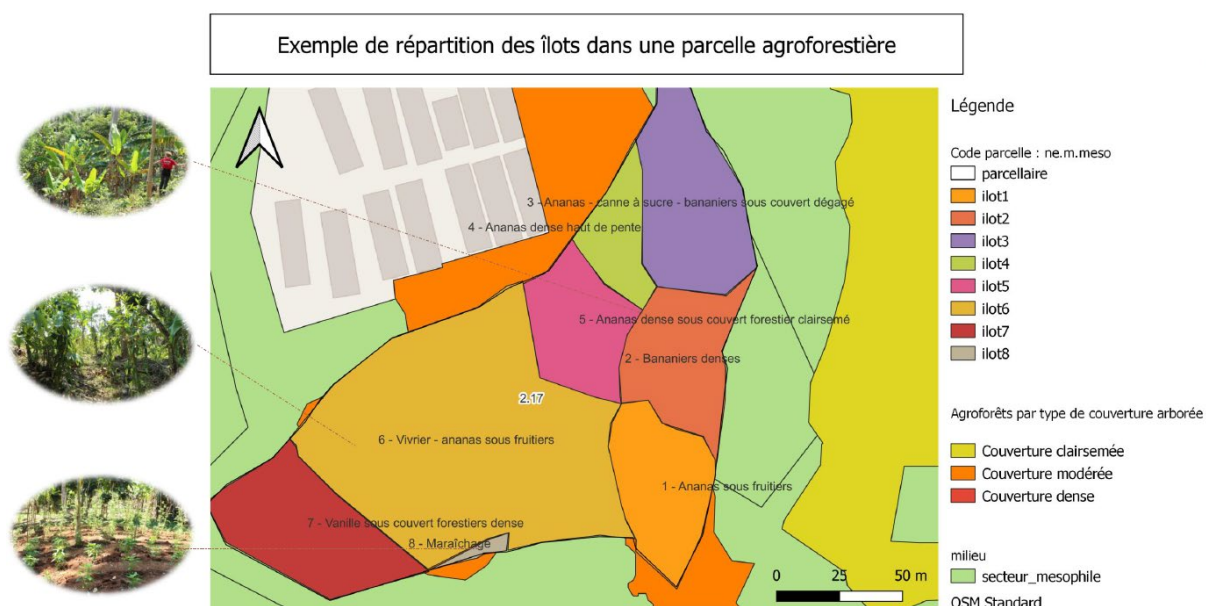 Exemple de répartition des îlots dans une parcelle agroforestière
3 - Ananas - canne à sucre - bananiers sous couvert dégagé
4 - Ananas dense haut de pente
5 - Ananas dense sous couvert forestier clairsemé
2 - Bananiers denses
2.17
6 - Vivrier - ananas sous fruitiers
1 - Ananas sous fruitiers
7 - Vanille sous couvert forestiers dense
8 - Maraîchage
0 25 50 m
Légende
Code parcelle : ne.m.meso
parcellaire
ilot1
ilot2
ilot3
ilot4
ilot5
ilot6
ilot7
ilot8
Agroforêts par type de couverture arborée
Couverture clairsemée
Couverture modérée
Couverture dense
milieu
secteur_mesophile
OSM Standard